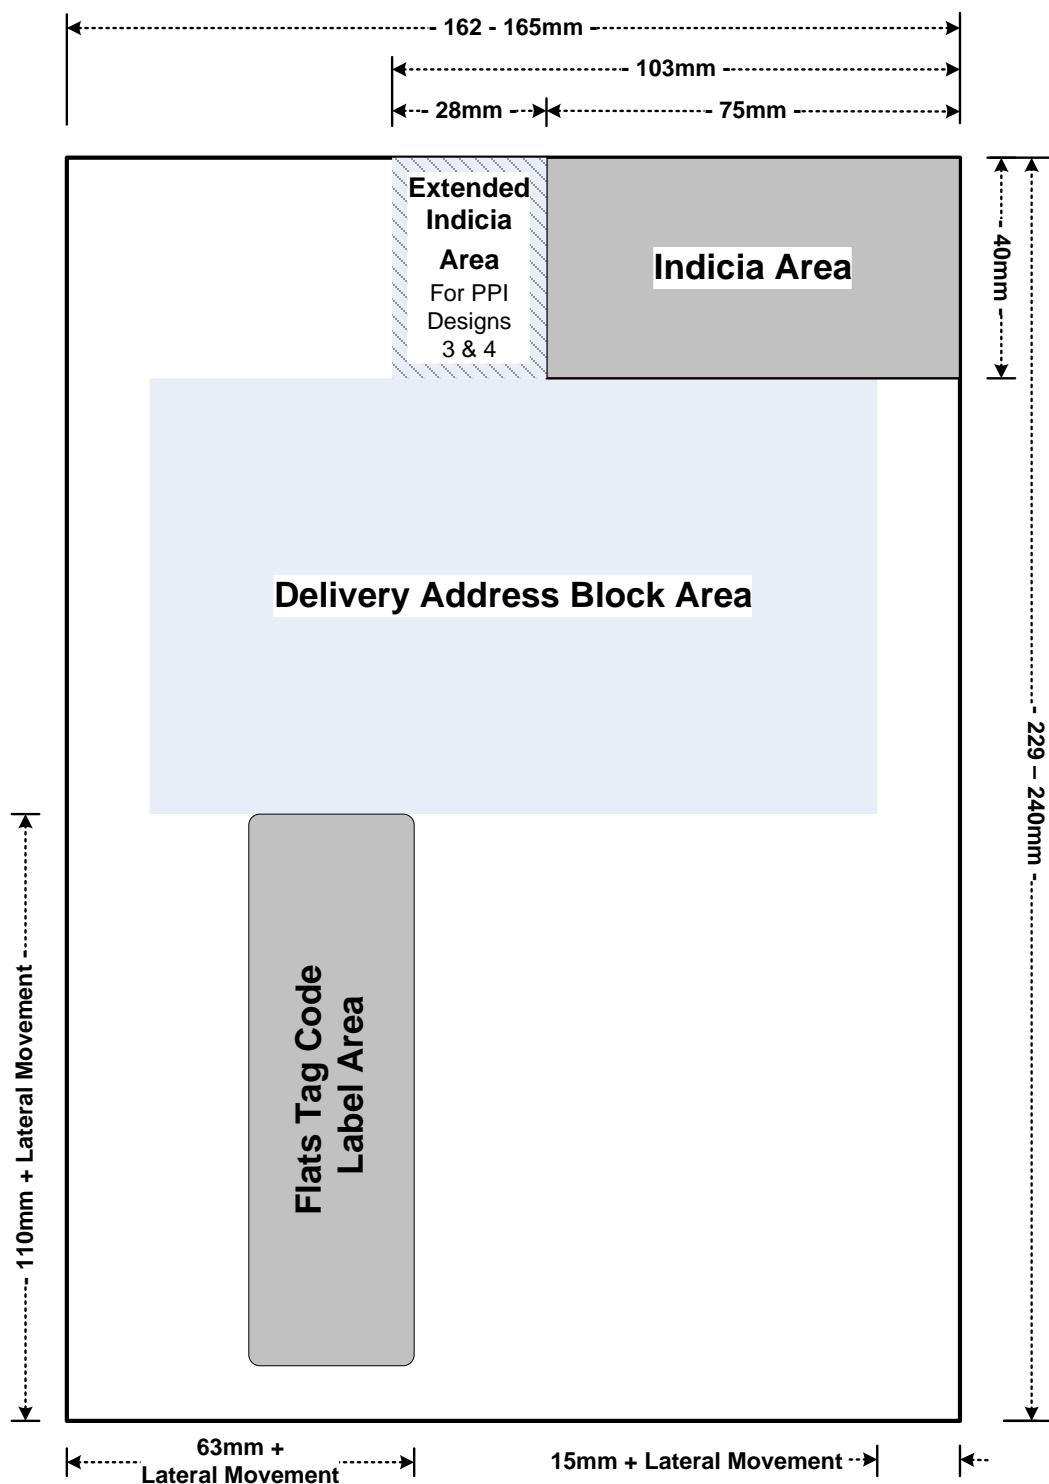 - 162 - 165mm -
- 103mm -
- 28mm -
- 75mm -
Extended
Indicia
Area
For PPI
Designs
3 & 4
Indicia Area
- 40mm -
Delivery Address Block Area
- 229 – 240mm -
- 110mm + Lateral Movement -
Flats Tag Code
Label Area
63mm +
Lateral Movement
15mm + Lateral Movement